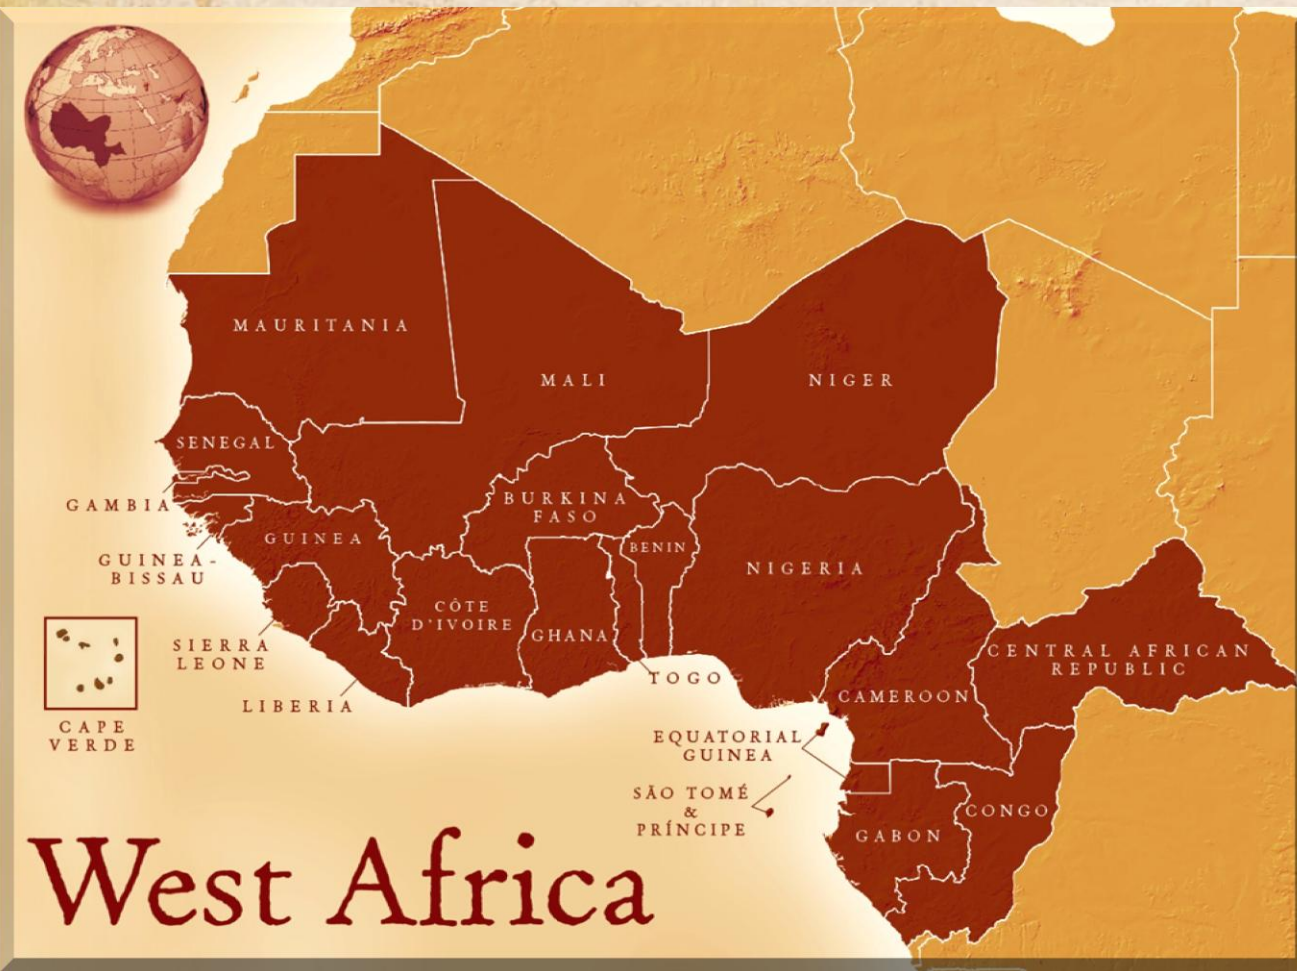 MAURITANIA
MALI
NIGER
SENEGAL
GAMBIA
BURKINA
FASO
GUINEA
BENIN
GUINEA-
BISSAU
NIGERIA
CÔTE
D'IVOIRE
GHANA
SIERRA
LEONE
CENTRAL AFRICAN
REPUBLIC
TOGO
LIBERIA
CAMEROON
CAPE
VERDE
EQUATORIAL
GUINEA
SÃO TOMÉ
&
PRÍNCIPE
CONGO
GABON
West Africa